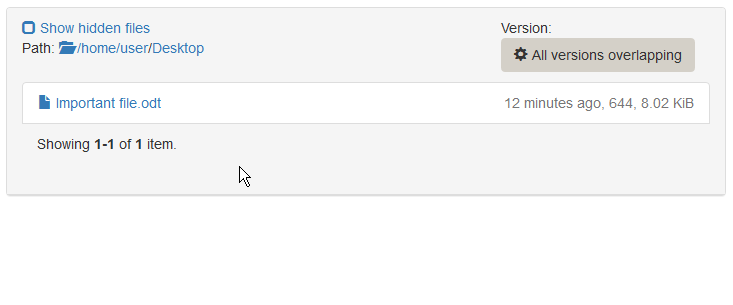 Show hidden files
Version:
Path: /home/user/Desktop
All versions overlapping
Important file.odt
12 minutes ago, 644, 8.02 KiB
Showing 1-1 of 1 item.